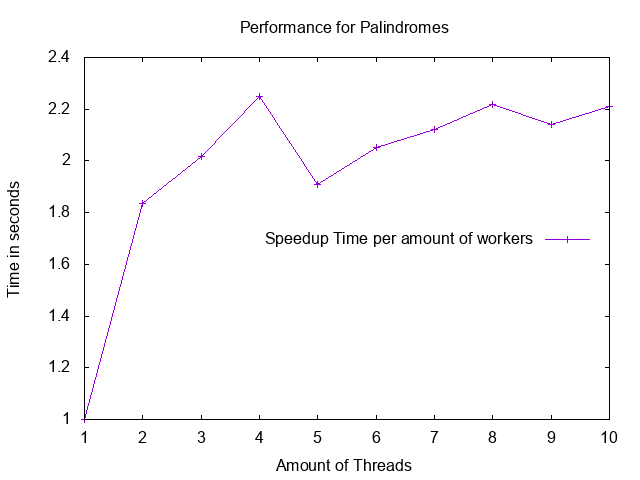 Performance for Palindromes
2.4
2.2
2
1.8
1.6
1.4
1.2
1
Time in seconds
Speedup Time per amount of workers
1 2 3 4 5 6 7 8 9 10
Amount of Threads